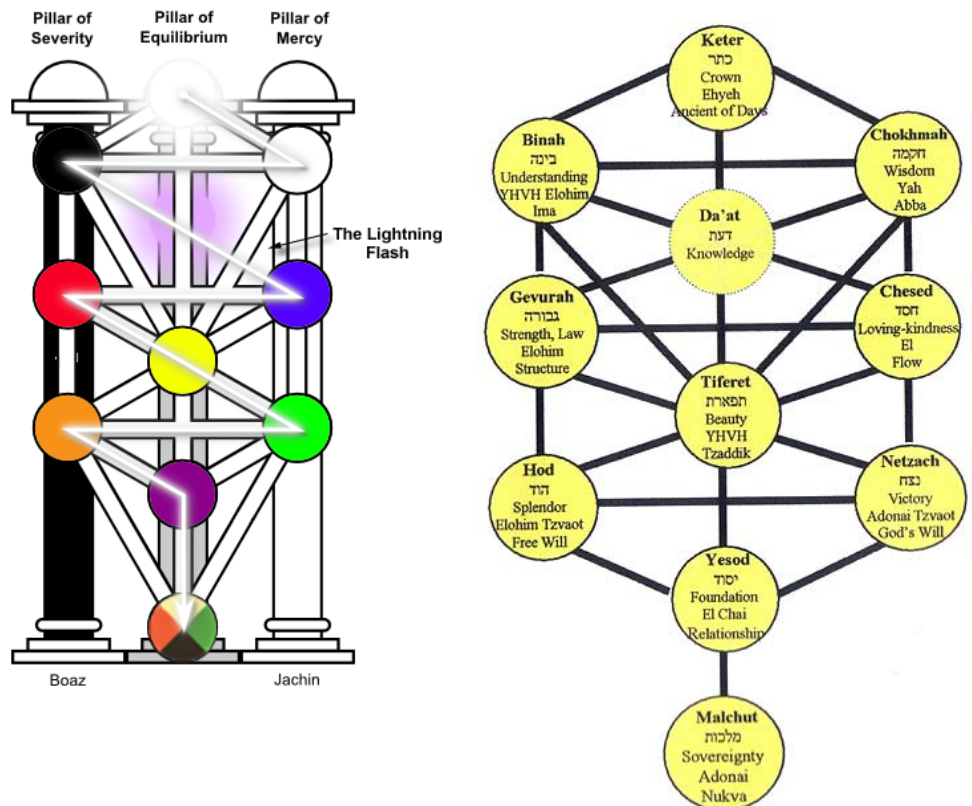 Pillar of
Severity
Pillar of
Equilibrium
Pillar of
Mercy
The Lightning
Flash
Boaz
Jachin
Keter
כתר
Crown
Ehyeh
Ancient of Days
Binah
בינה
Understanding
YHVH Elohim
Ima
Chokhmah
חקמה
Wisdom
Yah
Abba
Da'at
דעת
Knowledge
Gevurah
גבורה
Strength, Law
Elohim
Structure
Chesed
חסד
Loving-kindness
El
Flow
Tiferet
תפארת
Beauty
YHVH
Tzaddik
Hod
הוד
Splendor
Elohim Tzvaot
Free Will
Netzach
נצח
Victory
Adonai Tzvaot
God's Will
Yesod
יסוד
Foundation
El Chai
Relationship
Malchut
מלכות
Sovereignty
Adonai
Nukva